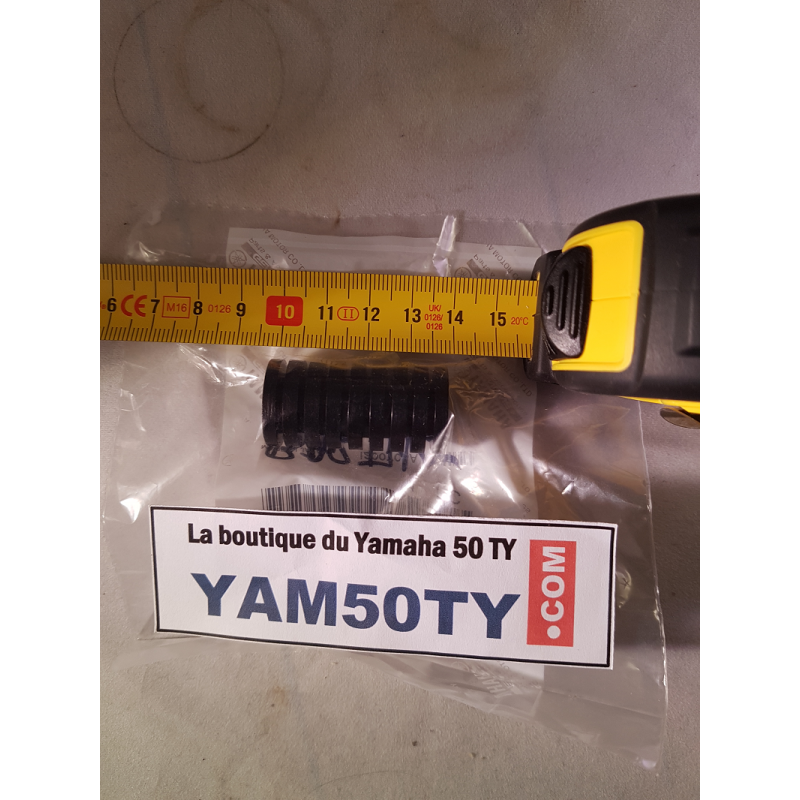 6 CE 7 M16 8 0126 9 10 11 II 12 13 UK/ 0126/ 0126 14 15 20°C
La boutique du Yamaha 50 TY
YAM50TY
.COM